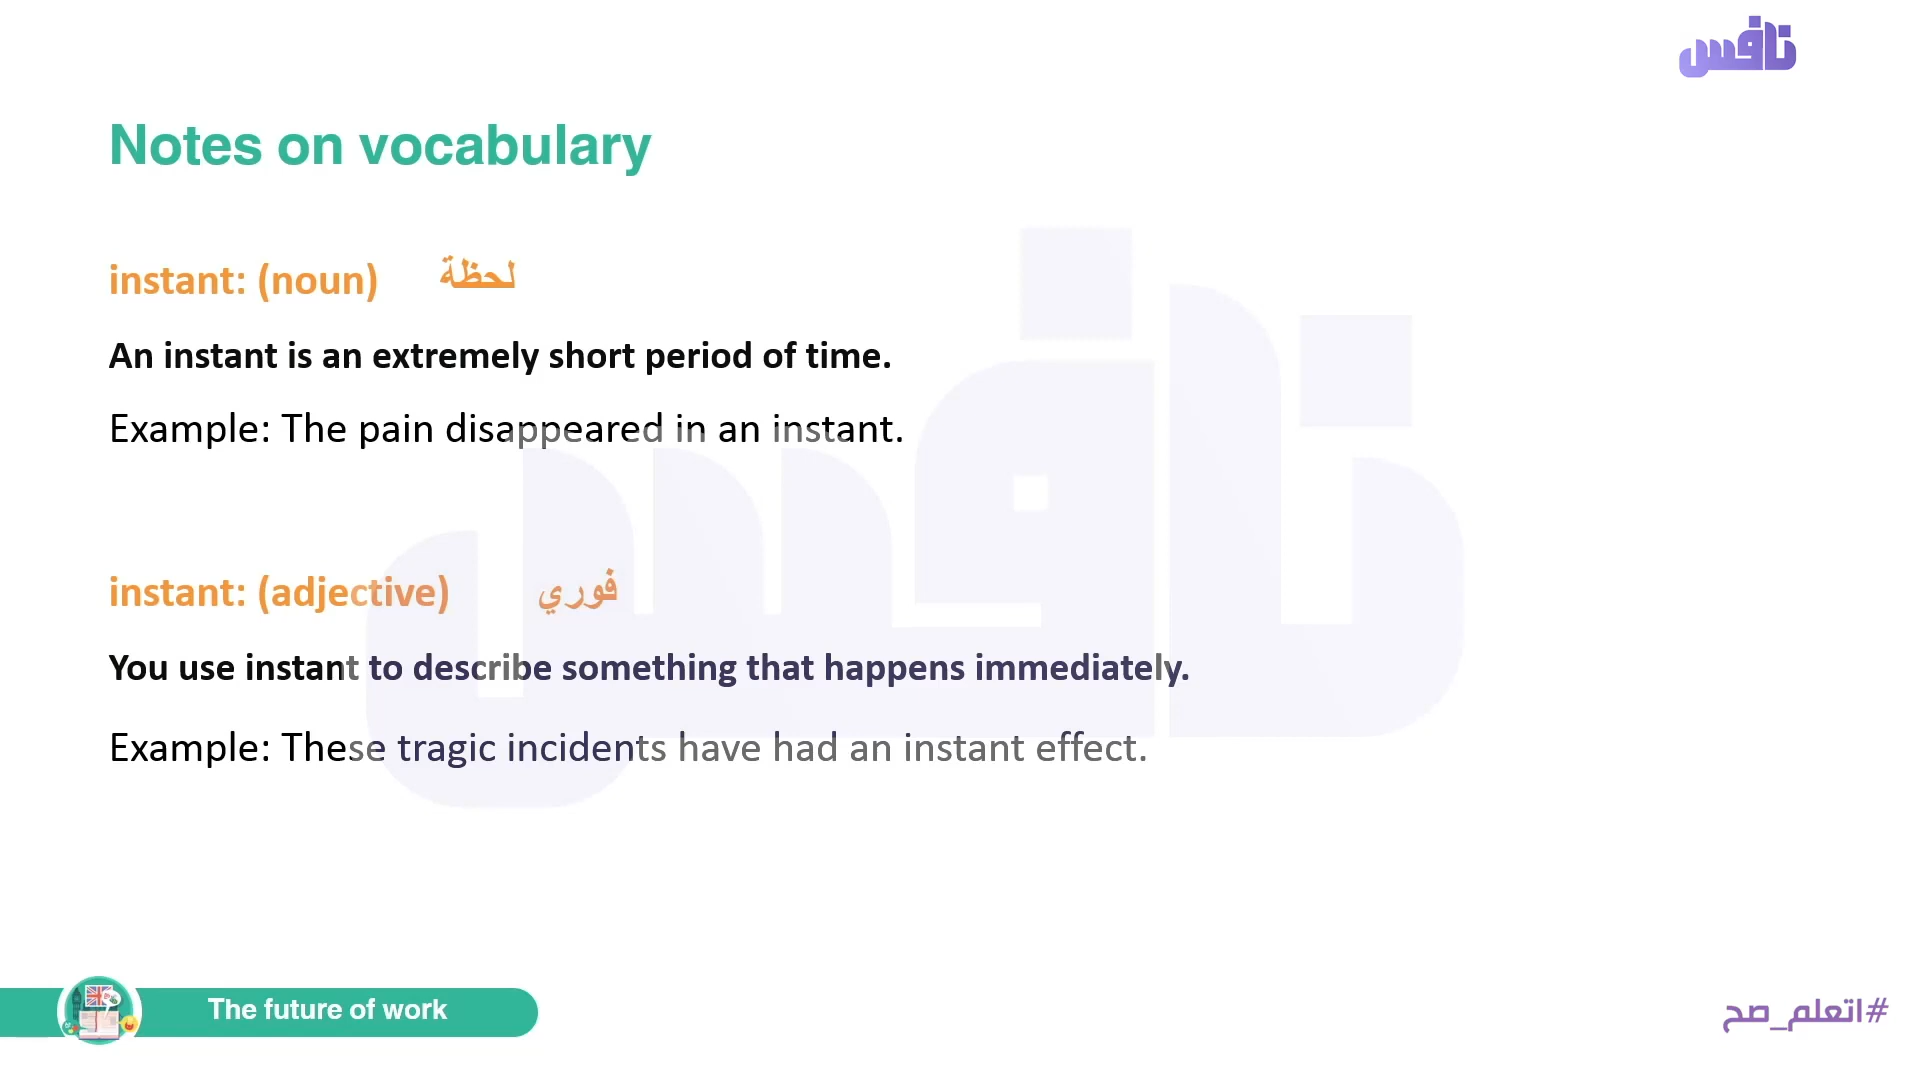 نافس
Notes on vocabulary
instant: (noun) لحظة
An instant is an extremely short period of time.
Example: The pain disappeared in an instant.
instant: (adjective) فوري
You use instant to describe something that happens immediately.
Example: These tragic incidents have had an instant effect.
The future of work
#اتعلم_صح